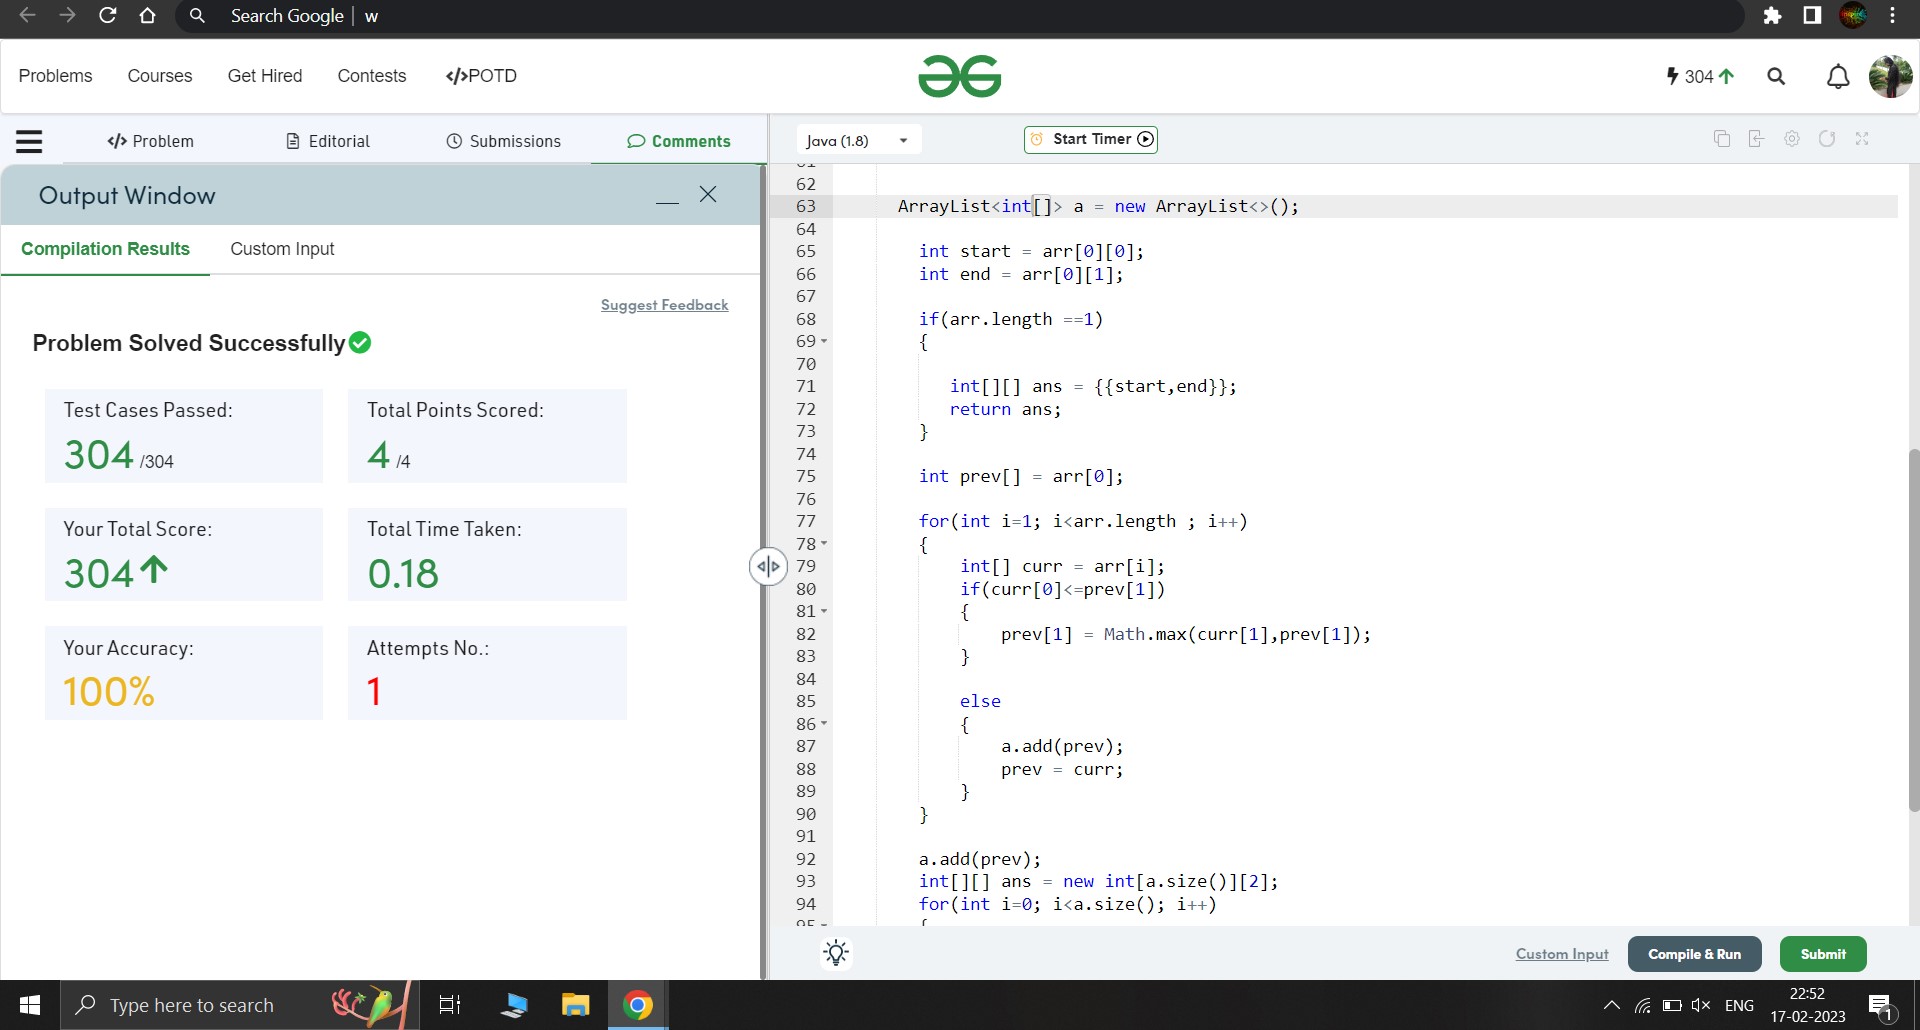 Search Google | w
Problems Courses Get Hired Contests </>POTD
304
</> Problem Editorial Submissions Comments
Java (1.8) Start Timer
Output Window
Compilation Results Custom Input
Suggest Feedback
Problem Solved Successfully
Test Cases Passed:
304 /304
Total Points Scored:
4 /4
Your Total Score:
304
Total Time Taken:
0.18
Your Accuracy:
100%
Attempts No.:
1
61
62
63 ArrayList<int[]> a = new ArrayList<>();
64
65 int start = arr[0][0];
66 int end = arr[0][1];
67
68 if(arr.length ==1)
69 {
70
71 int[][] ans = {{start,end}};
72 return ans;
73 }
74
75 int prev[] = arr[0];
76
77 for(int i=1; i<arr.length ; i++)
78 {
79 int[] curr = arr[i];
80 if(curr[0]<=prev[1])
81 {
82 prev[1] = Math.max(curr[1],prev[1]);
83 }
84
85 else
86 {
87 a.add(prev);
88 prev = curr;
89 }
90 }
91
92 a.add(prev);
93 int[][] ans = new int[a.size()][2];
94 for(int i=0; i<a.size(); i++)
95 {
Custom Input Compile & Run Submit
Type here to search
ENG
22:52
17-02-2023
1